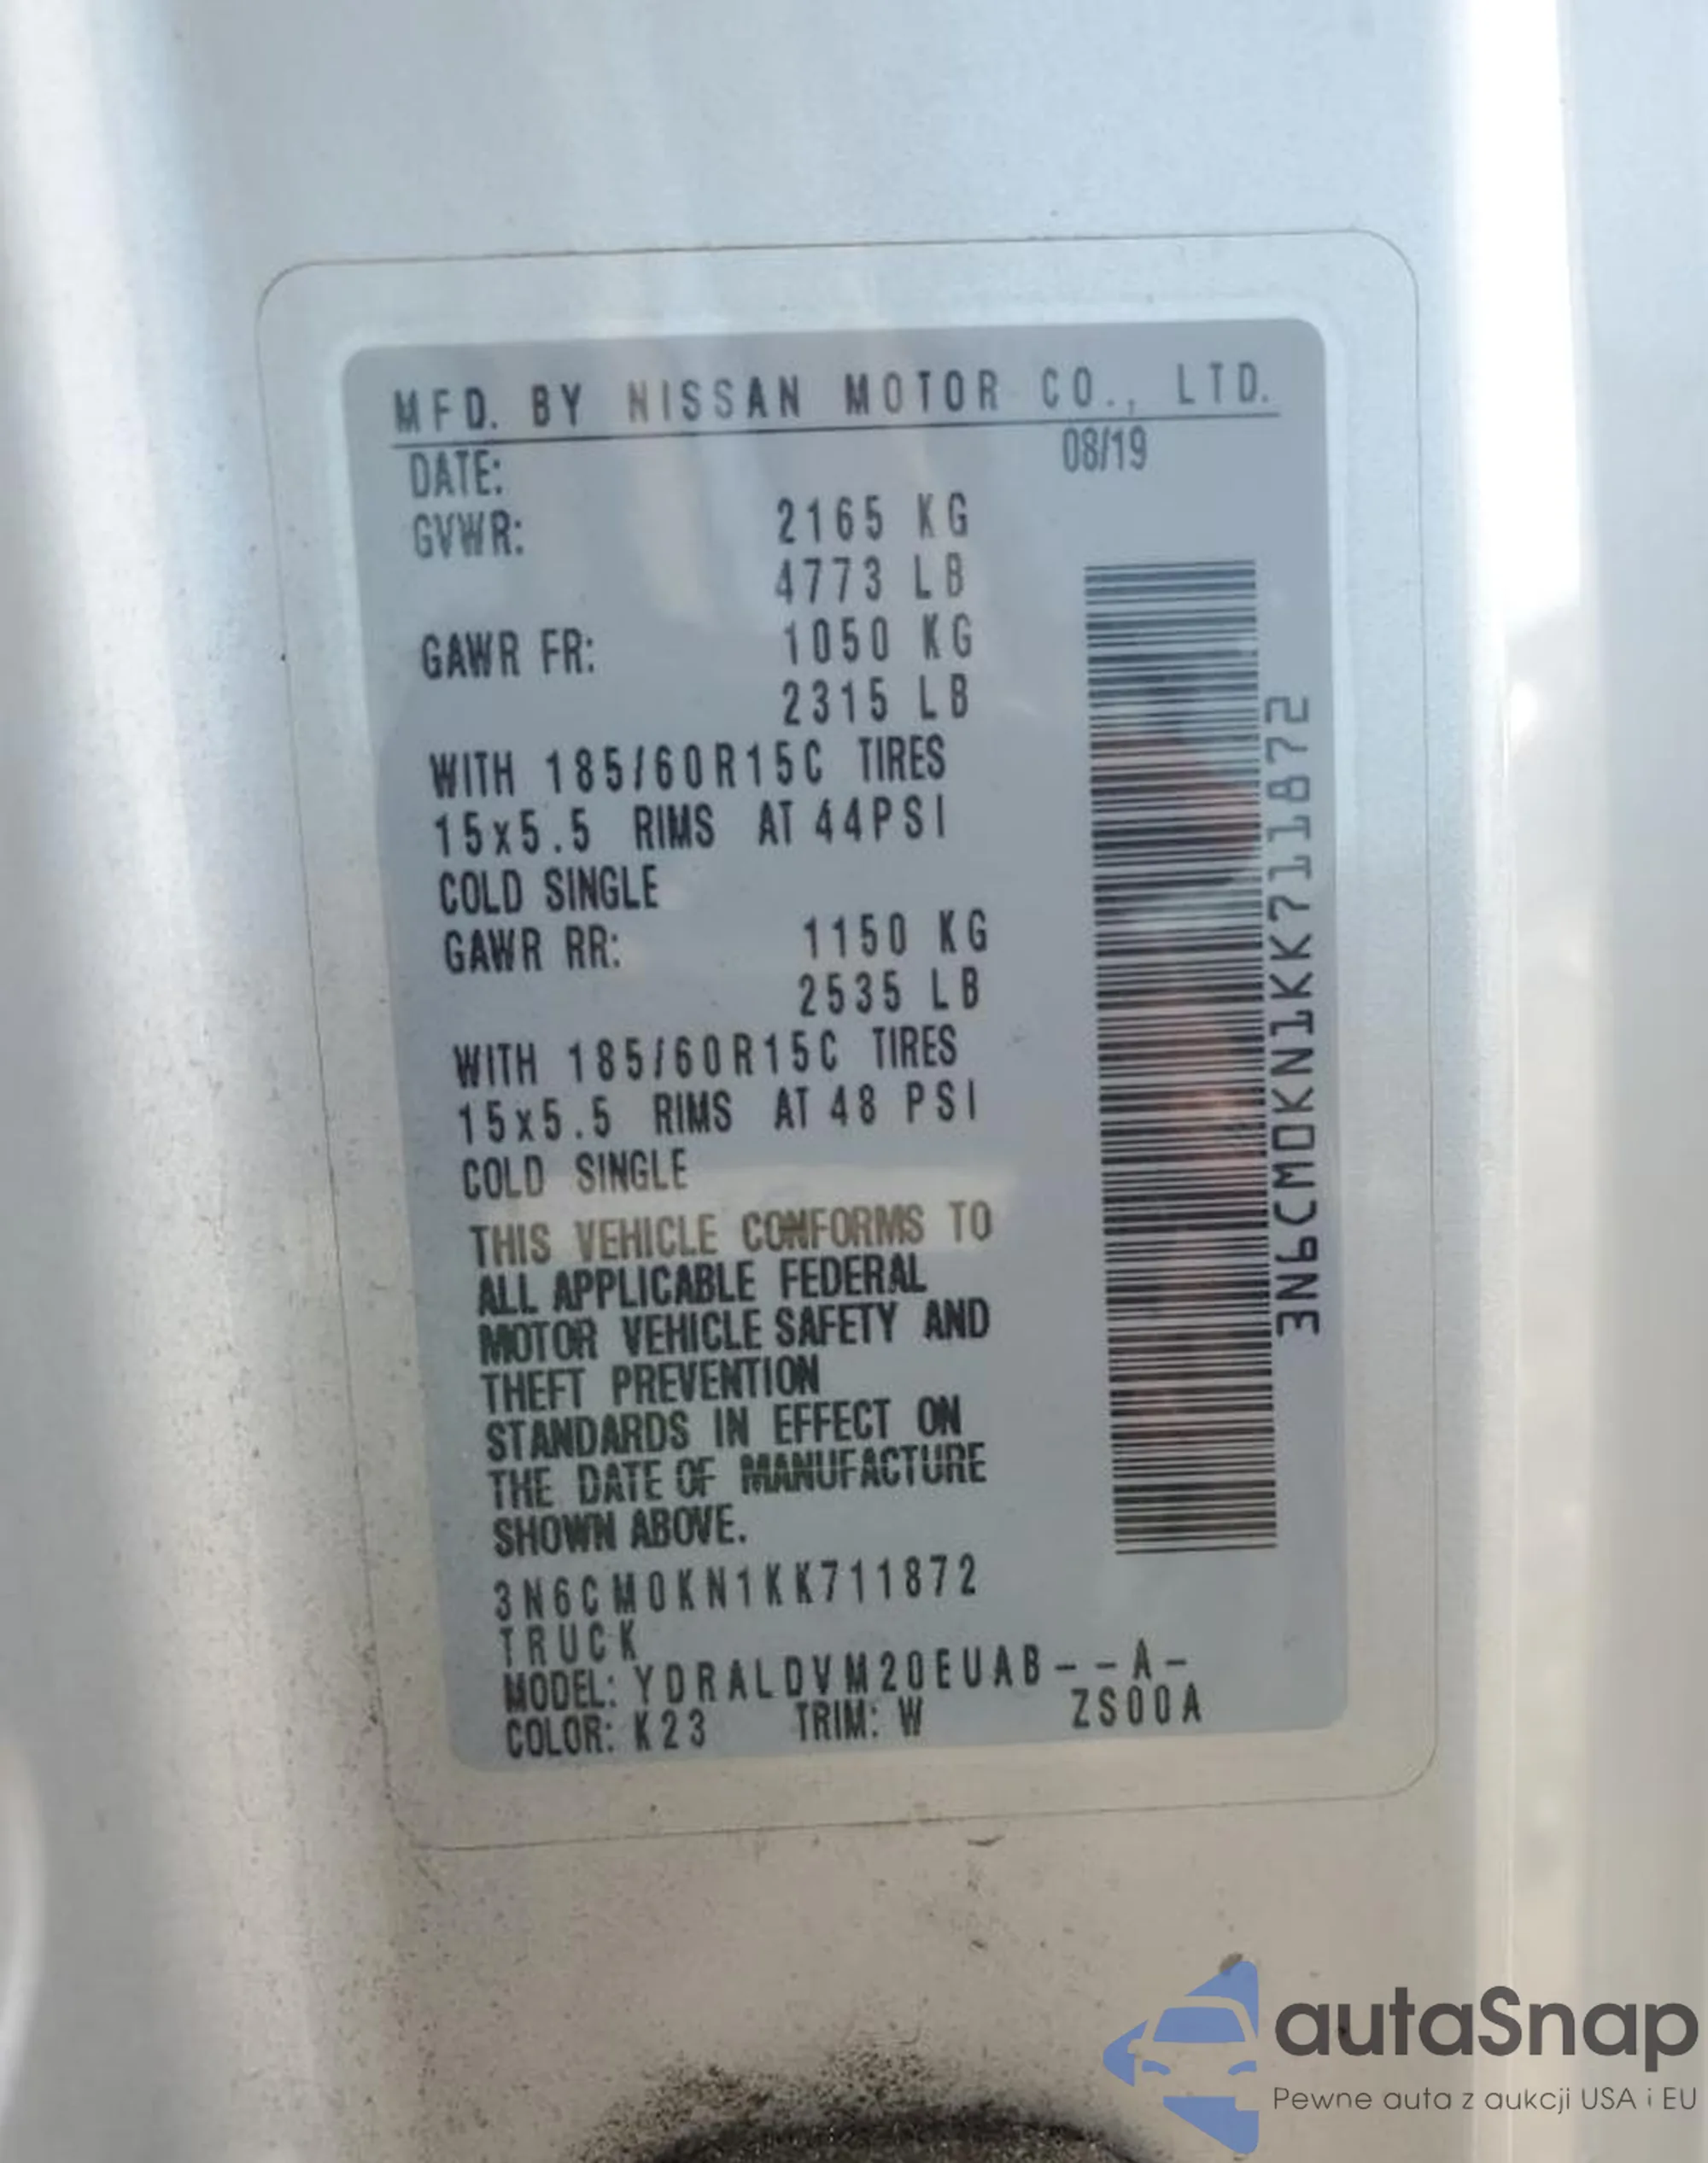 MFD. BY NISSAN MOTOR CO., LTD.
DATE: 08/19
GVWR: 2165 KG
4773 LB
GAWR FR: 1050 KG
2315 LB
WITH 185/60R15C TIRES
15x5.5 RIMS AT 44PSI
COLD SINGLE
GAWR RR: 1150 KG
2535 LB
WITH 185/60R15C TIRES
15x5.5 RIMS AT 48 PSI
COLD SINGLE
THIS VEHICLE CONFORMS TO
ALL APPLICABLE FEDERAL
MOTOR VEHICLE SAFETY AND
THEFT PREVENTION
STANDARDS IN EFFECT ON
THE DATE OF MANUFACTURE
SHOWN ABOVE.
3N6CM0KN1KK711872
TRUCK
MODEL: YDRALDVM20EUAB--A-
COLOR: K23 TRIM: W ZS00A
3N6CM0KN1KK711872
autaSnap
Pewne auta z aukcji USA i EU